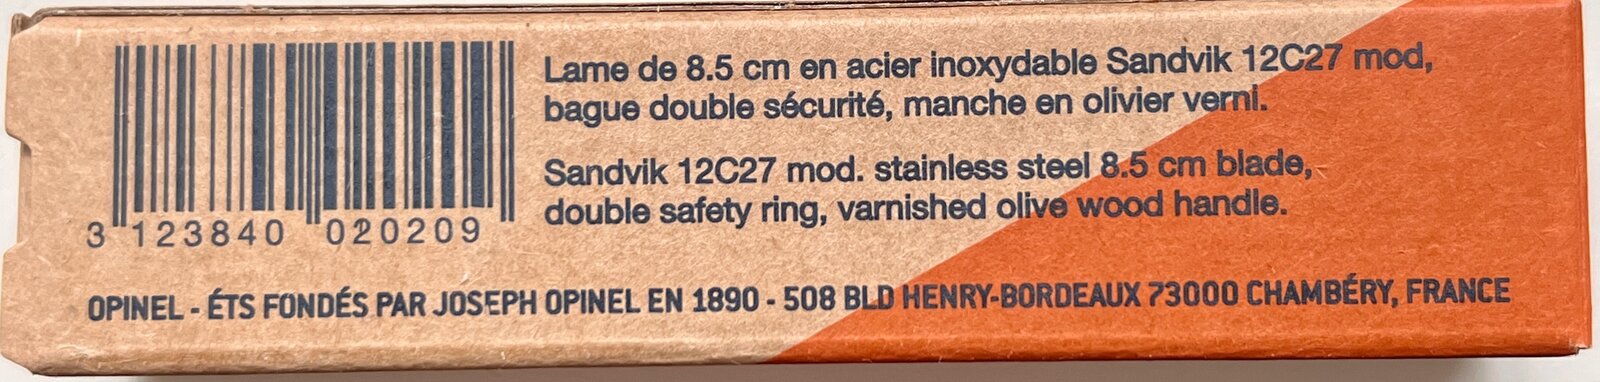 Lame de 8.5 cm en acier inoxydable Sandvik 12C27 mod,
bague double sécurité, manche en olivier verni.
Sandvik 12C27 mod. stainless steel 8.5 cm blade,
double safety ring, varnished olive wood handle.
3 123840 020209
OPINEL - ÉTS FONDÉS PAR JOSEPH OPINEL EN 1890 - 508 BLD HENRY-BORDEAUX 73000 CHAMBÉRY, FRANCE